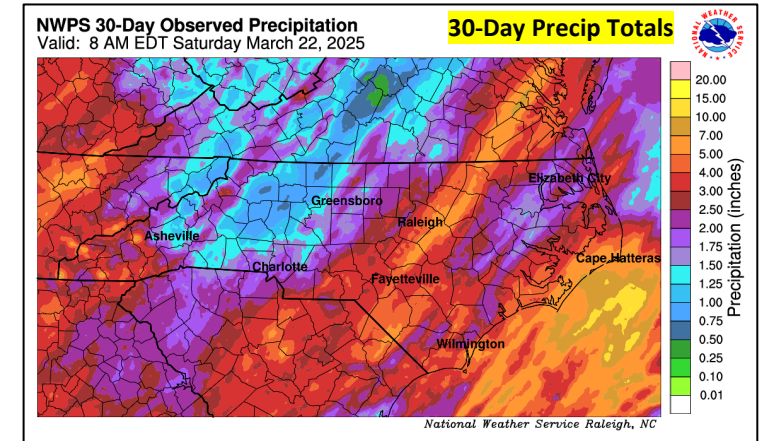 NWPS 30-Day Observed Precipitation
Valid: 8 AM EDT Saturday March 22, 2025
30-Day Precip Totals
NATIONAL WEATHER SERVICE
20.00
15.00
10.00
7.00
5.00
4.00
3.00
2.50
2.00
1.75
1.50
1.25
1.00
0.75
0.50
0.25
0.10
0.01
Precipitation (inches)
Elizabeth City
Greensboro
Raleigh
Asheville
Cape Hatteras
Charlotte
Fayetteville
Wilmington
National Weather Service Raleigh, NC